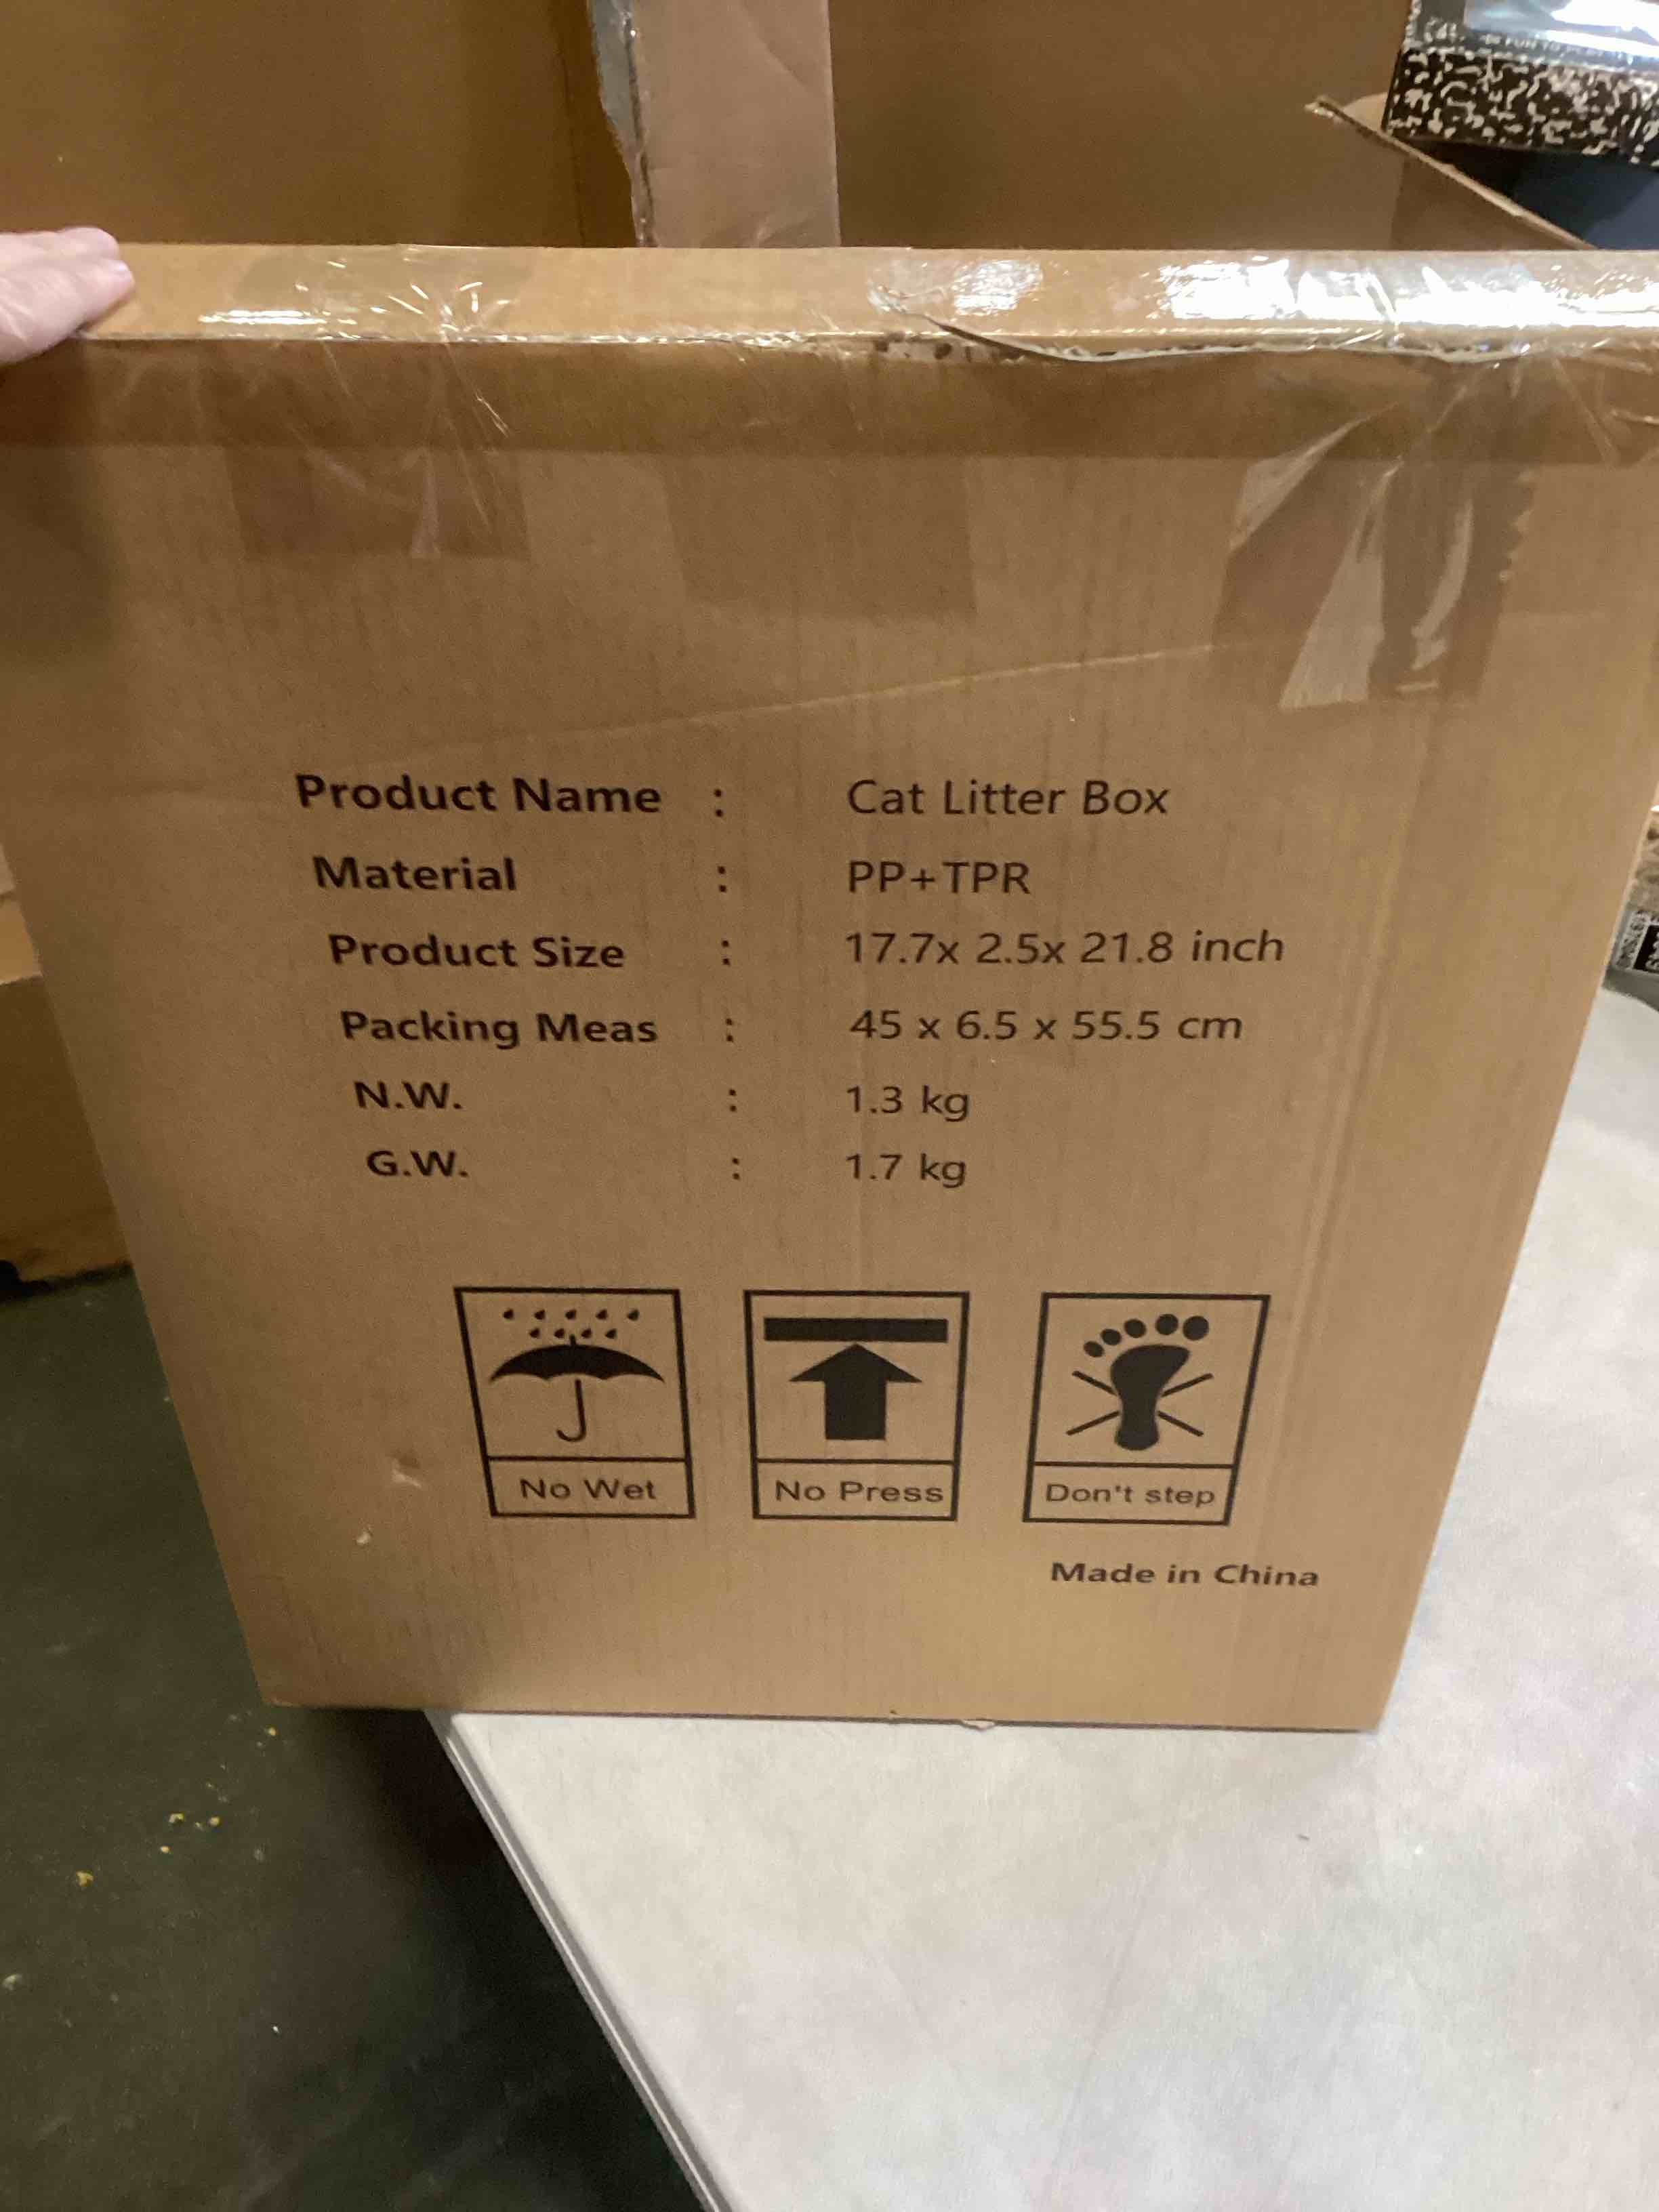 Product Name : Cat Litter Box
Material : PP+TPR
Product Size : 17.7x 2.5x 21.8 inch
Packing Meas : 45 x 6.5 x 55.5 cm
N.W. : 1.3 kg
G.W. : 1.7 kg
No Wet
No Press
Don't step
Made in China